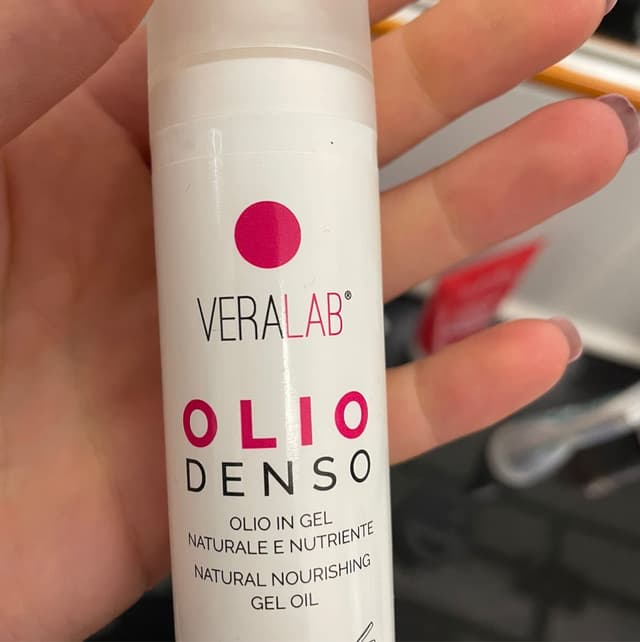 VERALAB®
OLIO
DENSO
OLIO IN GEL
NATURALE E NUTRIENTE
NATURAL NOURISHING
GEL OIL